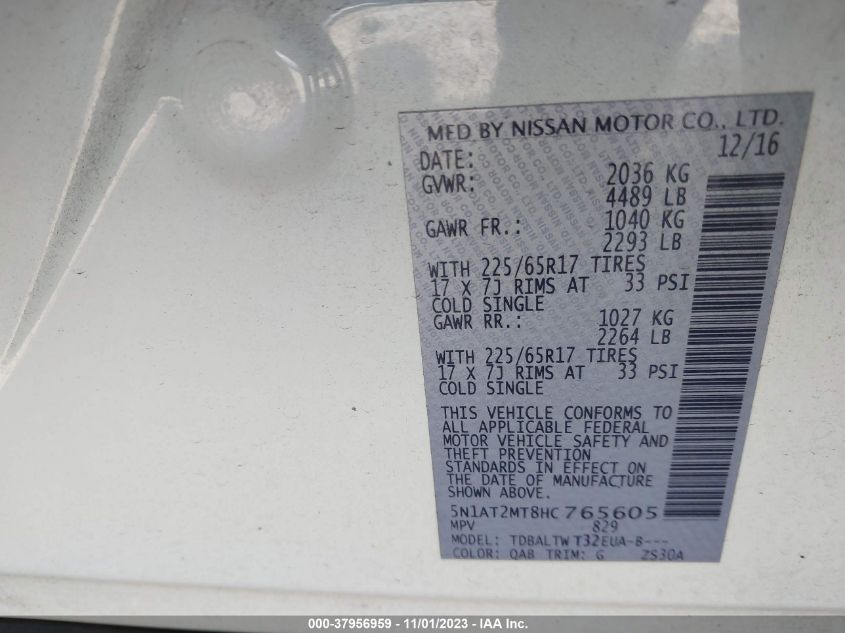 MFD BY NISSAN MOTOR CO., LTD.
DATE: 12/16
GVWR: 2036 KG
4489 LB
GAWR FR.: 1040 KG
2293 LB
WITH 225/65R17 TIRES
17 X 7J RIMS AT 33 PSI
COLD SINGLE
GAWR RR.: 1027 KG
2264 LB
WITH 225/65R17 TIRES
17 X 7J RIMS AT 33 PSI
COLD SINGLE
THIS VEHICLE CONFORMS TO
ALL APPLICABLE FEDERAL
MOTOR VEHICLE SAFETY AND
THEFT PREVENTION
STANDARDS IN EFFECT ON
THE DATE OF MANUFACTURE
SHOWN ABOVE.
5N1AT2MT8HC765605
MPV 829
MODEL: TDBALTW T32EUA-B---
COLOR: QAB TRIM: G ZS30A
000-37956959 - 11/01/2023 - IAA Inc.